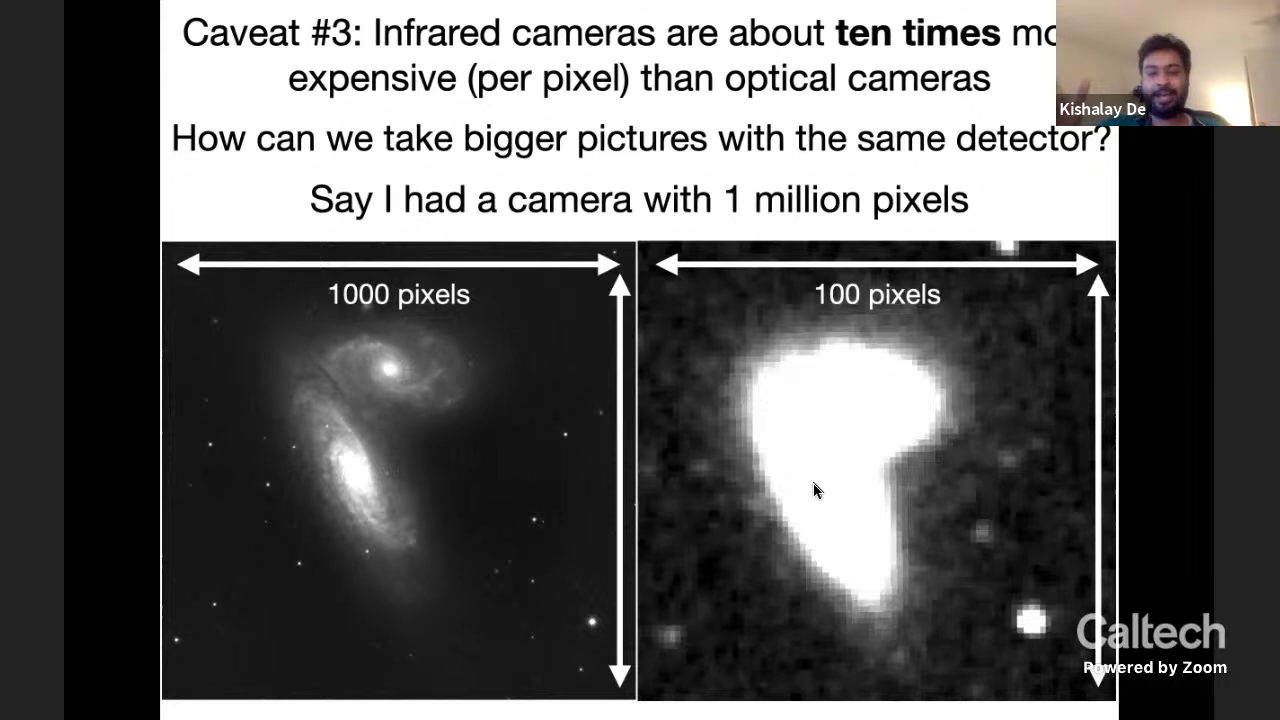 Caveat #3: Infrared cameras are about ten times
expensive (per pixel) than optical cameras
How can we take bigger pictures with the same detector?
Say I had a camera with 1 million pixels
1000 pixels
100 pixels
Kishalay De
Caltech
Powered by Zoom